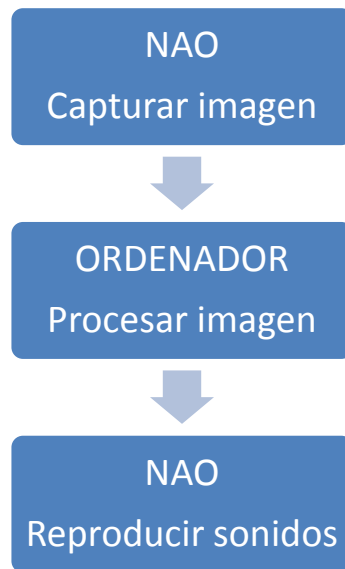 NAO
Capturar imagen
ORDENADOR
Procesar imagen
NAO
Reproducir sonidos